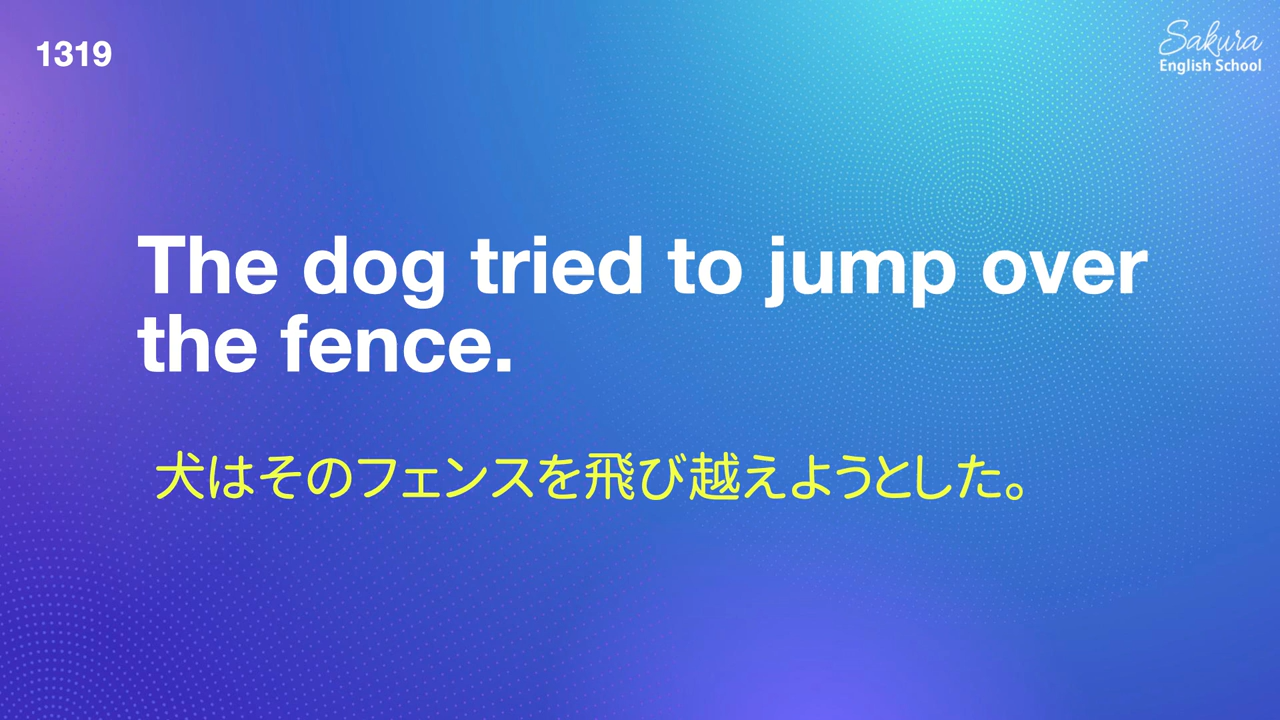 1319
Sakura
English School
The dog tried to jump over
the fence.
犬はそのフェンスを飛び越えようとした。